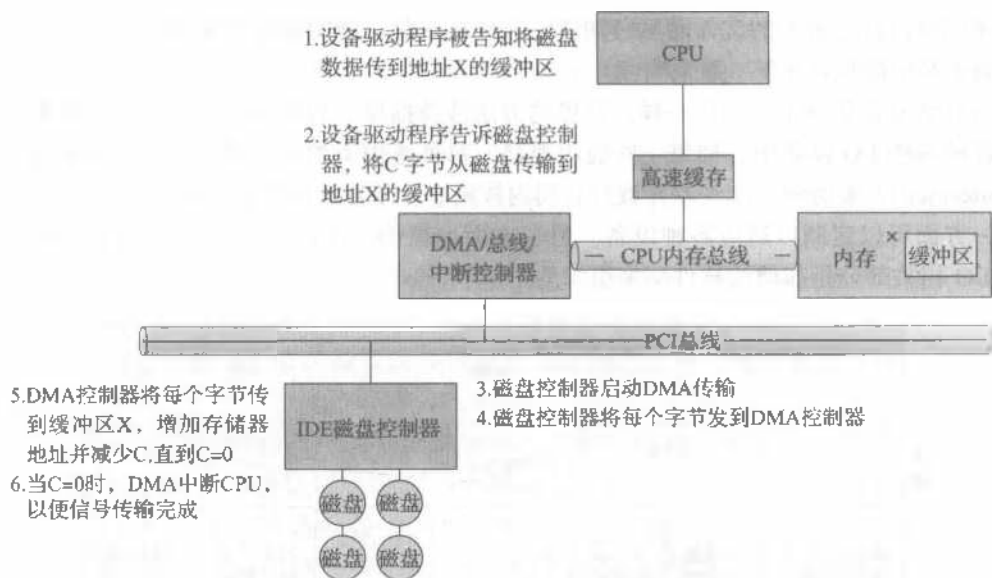 1.设备驱动程序被告知将磁盘
数据传到地址X的缓冲区
CPU
2.设备驱动程序告诉磁盘控制
器，将C 字节从磁盘传输到
地址X的缓冲区
高速缓存
DMA/总线/
中断控制器
CPU内存总线
内存
×
缓冲区
PCI总线
5.DMA控制器将每个字节传
到缓冲区X，增加存储器
地址并减少C,直到C=0
6.当C=0时，DMA中断CPU，
以便信号传输完成
IDE磁盘控制器
3.磁盘控制器启动DMA传输
4.磁盘控制器将每个字节发到DMA控制器
磁盘 磁盘
磁盘 磁盘